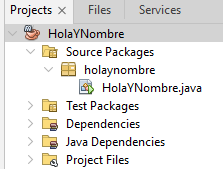 Projects × Files Services
HolaYNombre
Source Packages
holaynombre
HolaYNombre.java
Test Packages
Dependencies
Java Dependencies
Project Files